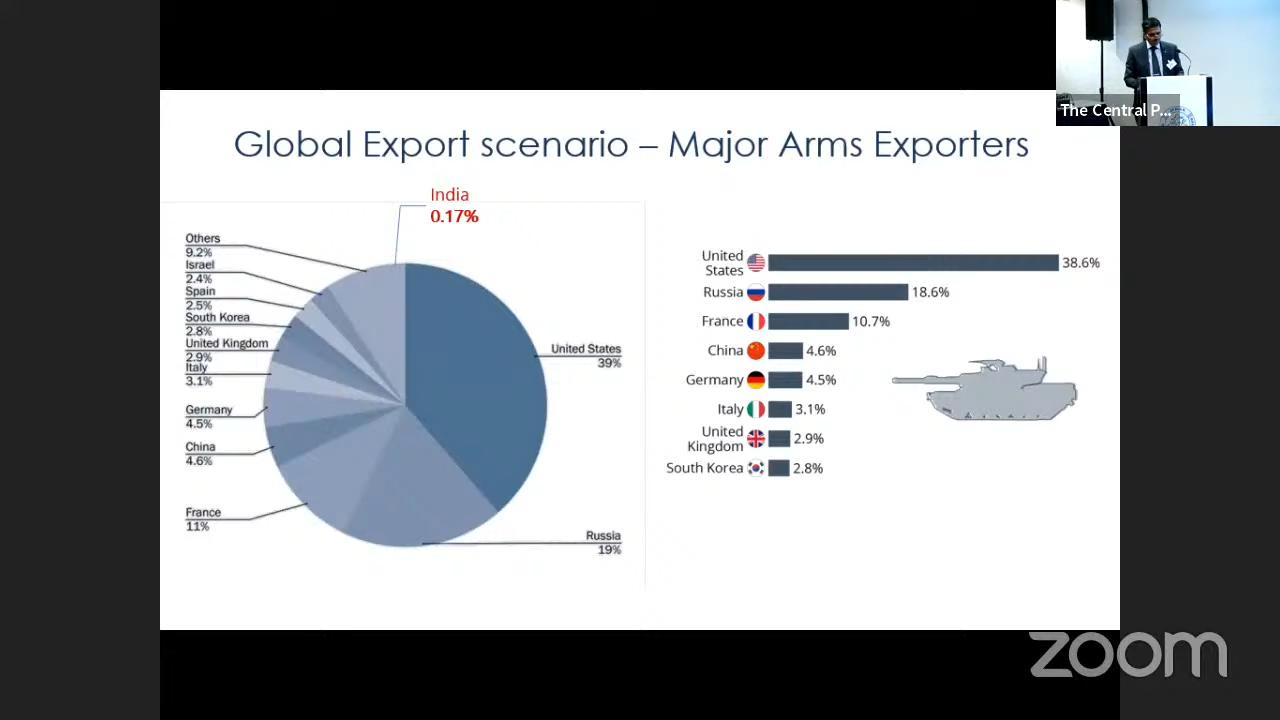 The Central P...
Global Export scenario – Major Arms Exporters
India
0.17%
Others
9.2%
Israel
2.4%
Spain
2.5%
South Korea
2.8%
United Kingdom
2.9%
Italy
3.1%
Germany
4.5%
China
4.6%
France
11%
United States
39%
Russia
19%
United
States
38.6%
Russia
18.6%
France
10.7%
China
4.6%
Germany
4.5%
Italy
3.1%
United
Kingdom
2.9%
South Korea
2.8%
zoom